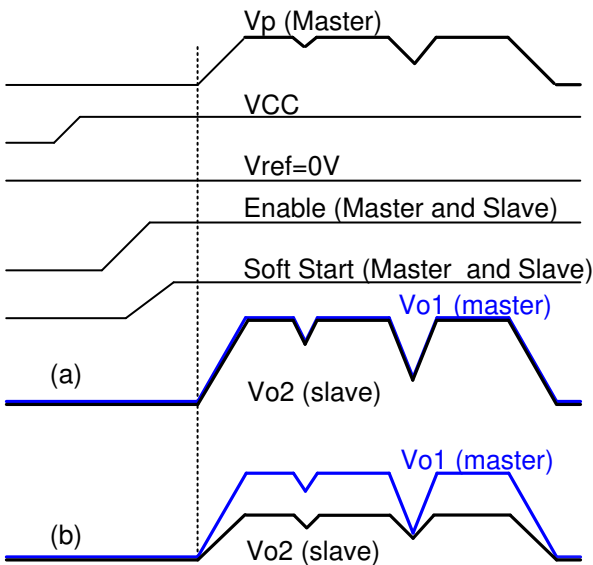 Vp (Master)
VCC
Vref=0V
Enable (Master and Slave)
Soft Start (Master and Slave)
Vo1 (master)
(a)
Vo2 (slave)
Vo1 (master)
(b)
Vo2 (slave)